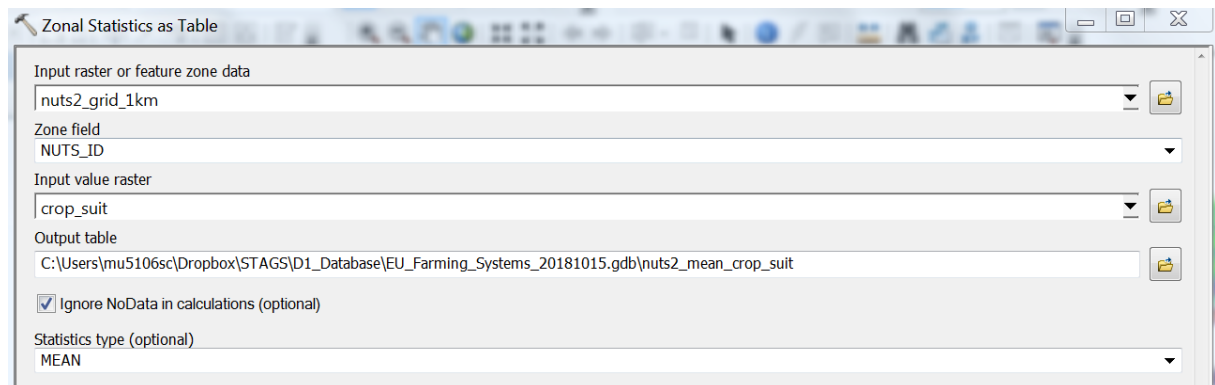 Zonal Statistics as Table
Input raster or feature zone data
nuts2_grid_1km
Zone field
NUTS_ID
Input value raster
crop_suit
Output table
C:\Users\mu5106sc\Dropbox\STAGS\D1_Database\EU_Farming_Systems_20181015.gdb\nuts2_mean_crop_suit
Ignore NoData in calculations (optional)
Statistics type (optional)
MEAN